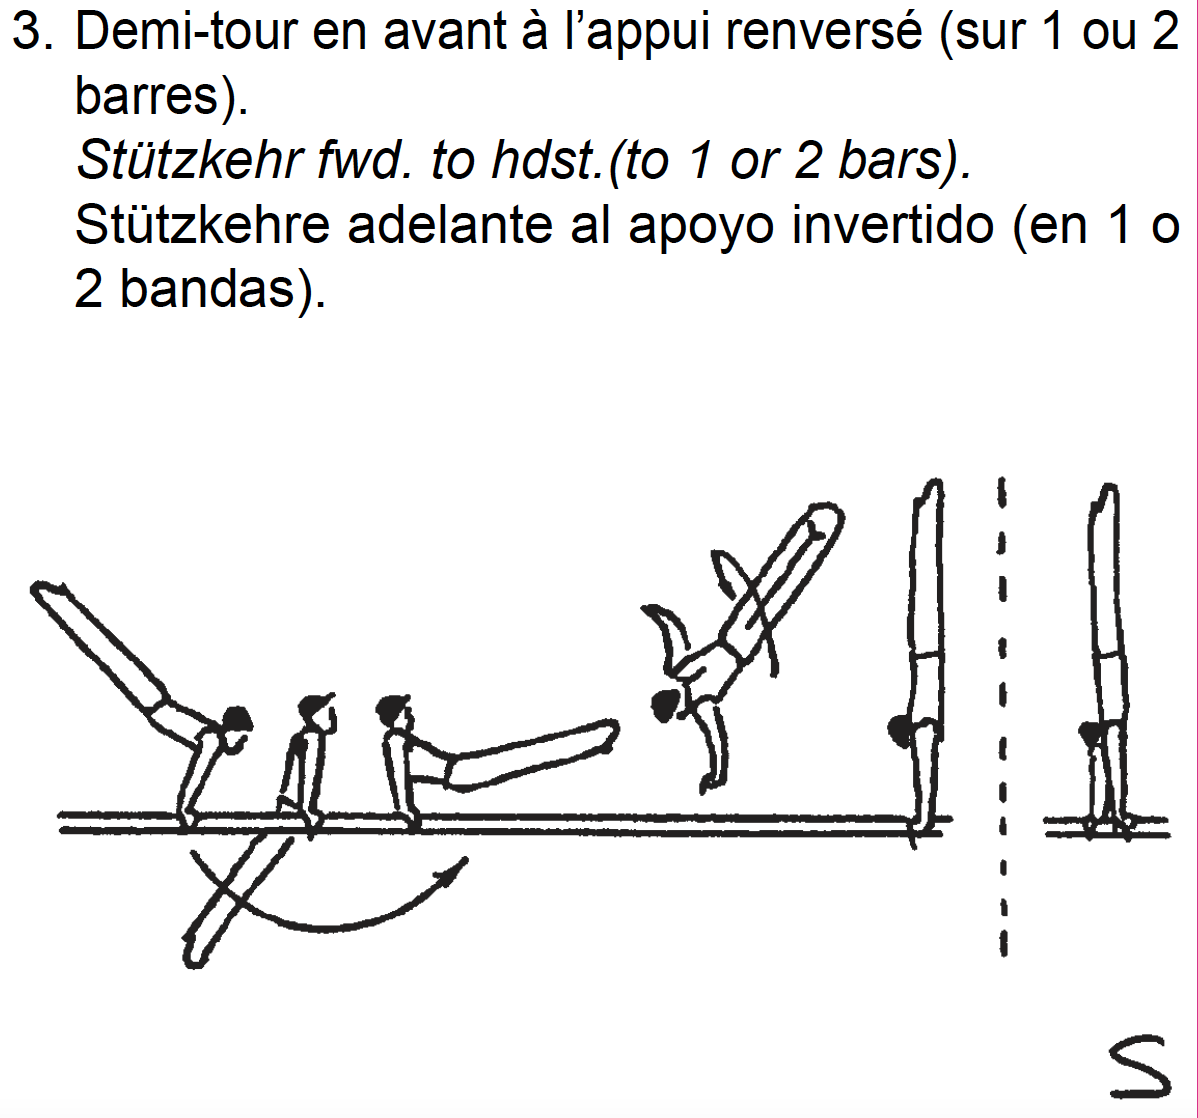 3. Demi-tour en avant à l’appui renversé (sur 1 ou 2
barres).
Stützkehr fwd. to hdst.(to 1 or 2 bars).
Stützkehre adelante al apoyo invertido (en 1 o
2 bandas).
S